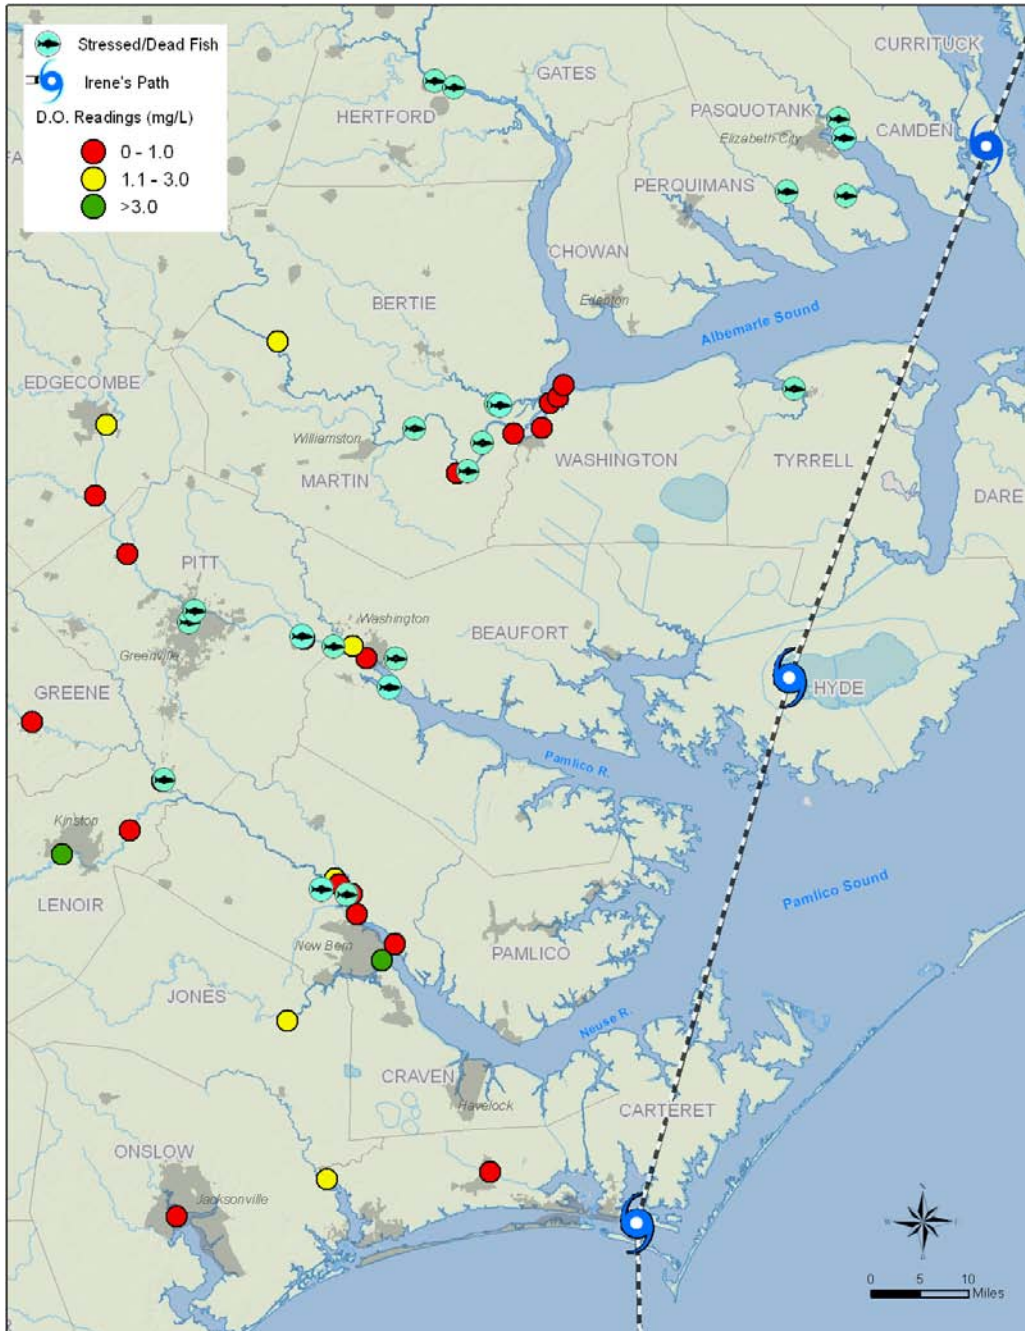 Stressed/Dead Fish
Irene's Path
D.O. Readings (mg/L)
0 - 1.0
1.1 - 3.0
>3.0
CURRITUCK
GATES
HERTFORD
PASQUOTANK
Elizabeth City
CAMDEN
FA
PERQUIMANS
CHOWAN
BERTIE
Edenton
Albemarle Sound
EDGECOMBE
Williamston
MARTIN
WASHINGTON
TYRRELL
DARE
PITT
Washington
BEAUFORT
Greenville
GREENE
HYDE
Pamlico R.
Kinston
Pamlico Sound
LENOIR
New Bern
PAMLICO
JONES
Neuse R.
CRAVEN
Havelock
CARTERET
ONSLOW
Jacksonville
0 5 10
Miles